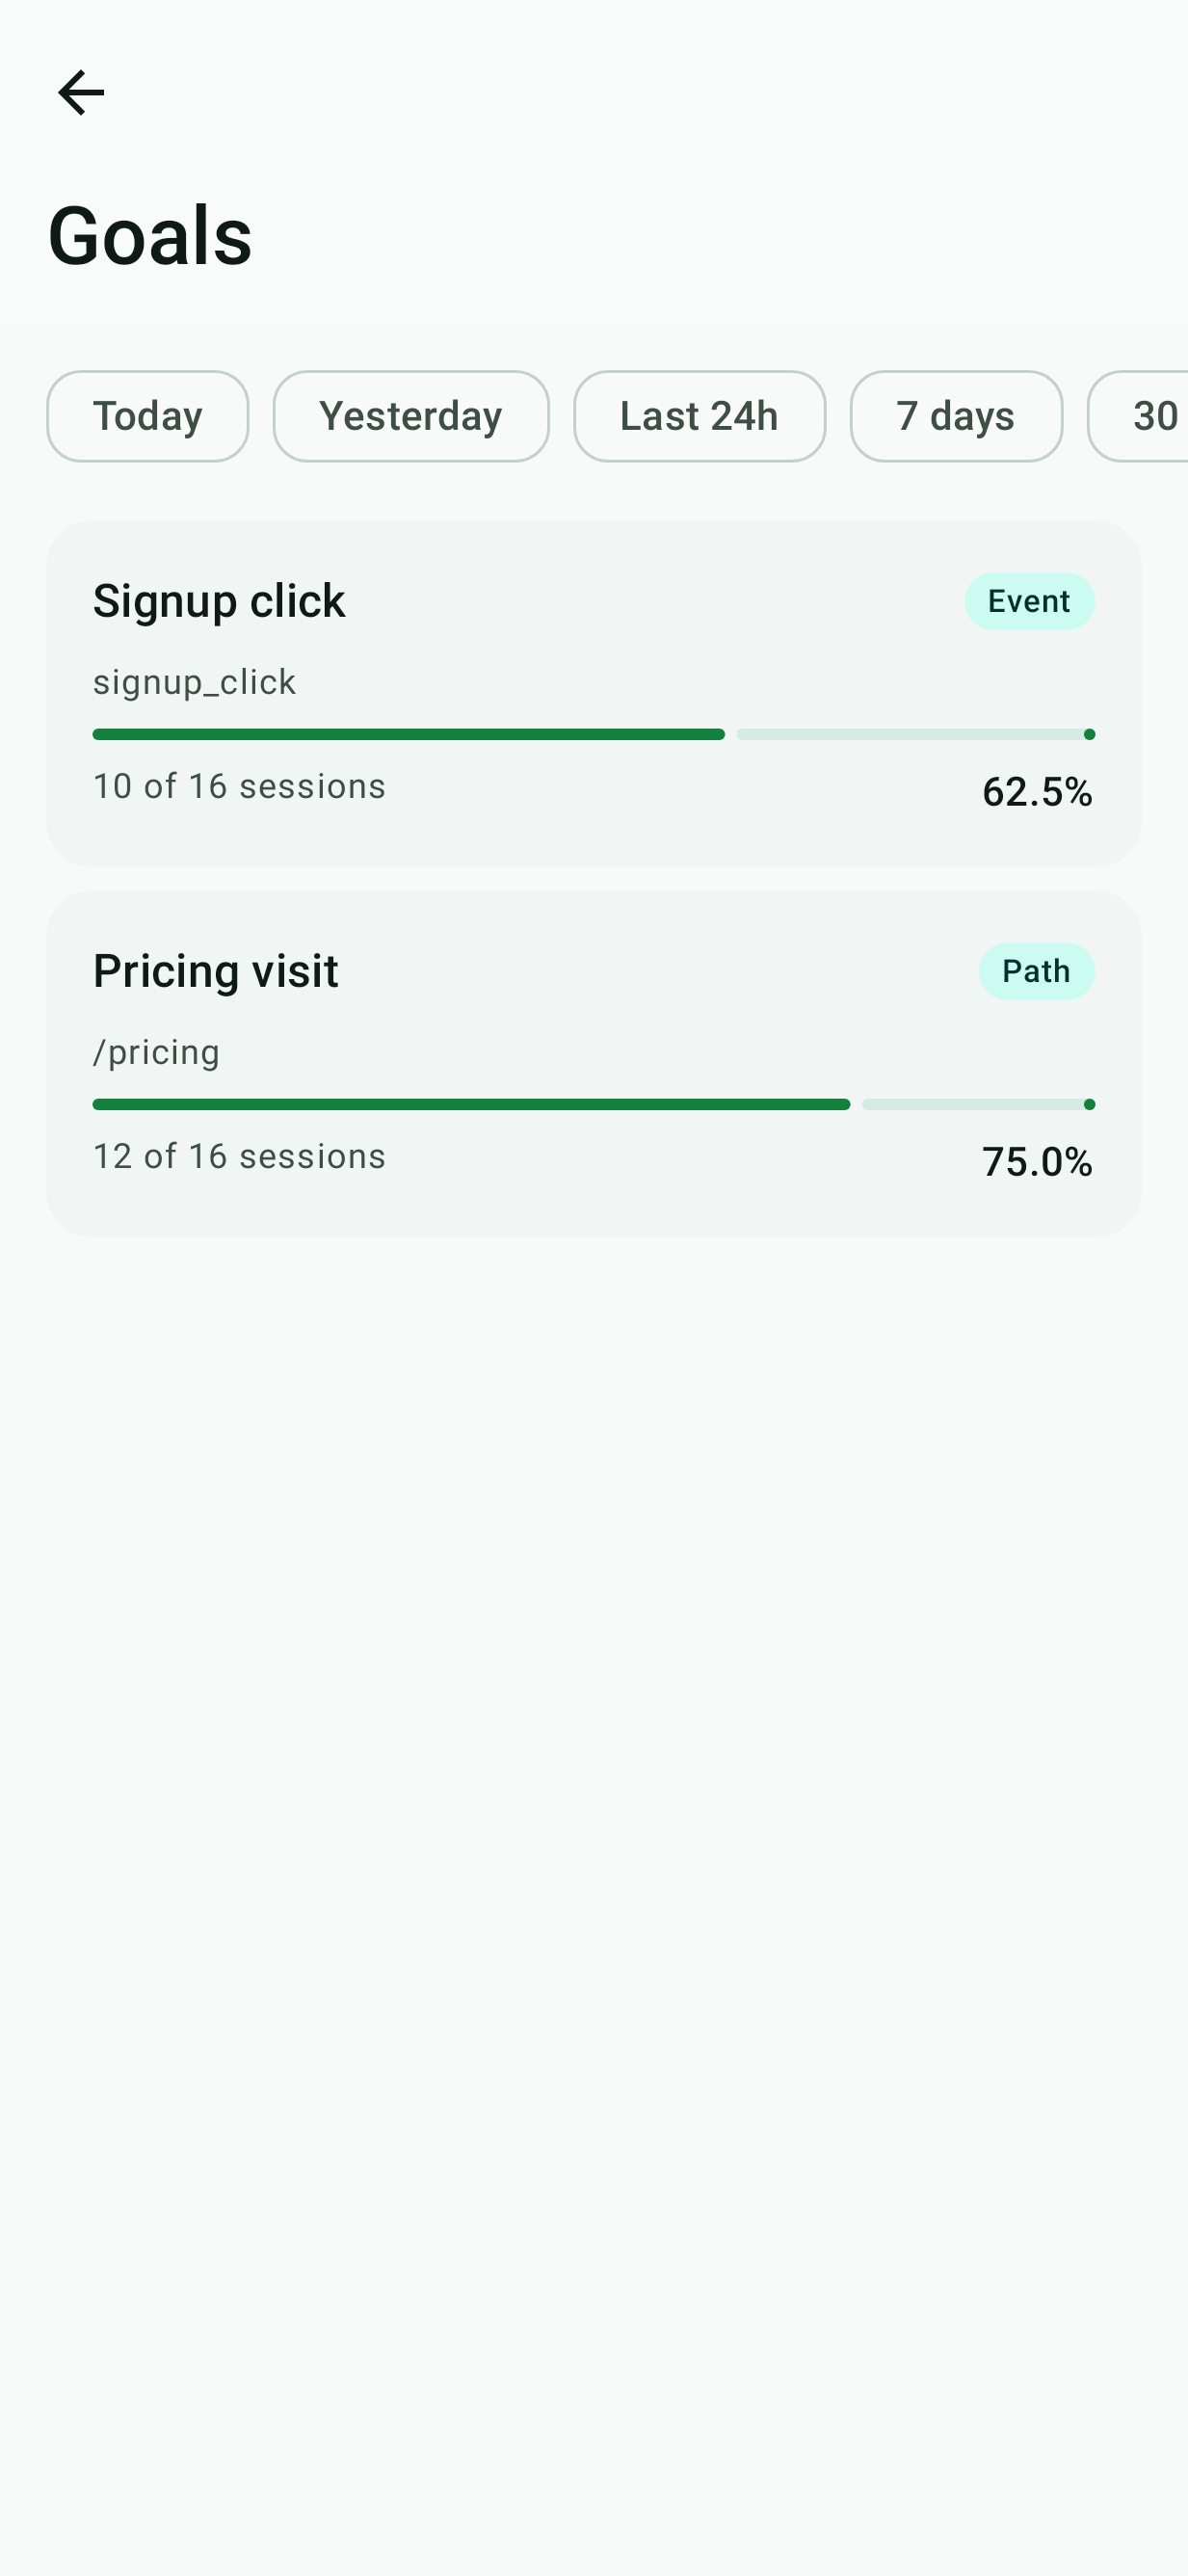 Goals
Today Yesterday Last 24h 7 days 30
Signup click Event
signup_click
10 of 16 sessions 62.5%
Pricing visit Path
/pricing
12 of 16 sessions 75.0%